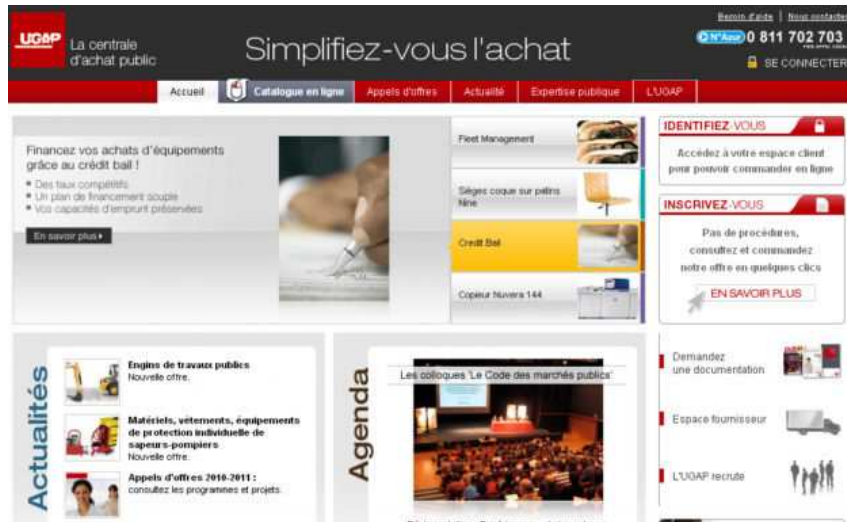 Besoin d'aide | Nous contacter
UGAP
La centrale
d'achat public
Simplifiez-vous l'achat
N°Azur 0 811 702 703
SE CONNECTER
Accueil
Catalogue en ligne
Appels d'offres
Actualité
Expertise publique
L'UGAP
Financez vos achats d'équipements
grâce au crédit bail !
Des taux compétitifs
Un plan de financement souple
Vos capacités d'emprunt préservées
En savoir plus
Fleet Management
Sièges coque sur patins
Nine
Credit Bail
Copieur Nuvera 144
IDENTIFIEZ-VOUS
Accédez à votre espace client
pour pouvoir commander en ligne
INSCRIVEZ-VOUS
Pas de procédures,
consultez et commandez
notre offre en quelques clics
EN SAVOIR PLUS
Actualités
Engins de travaux publics
Nouvelle offre.
Matériels, vêtements, équipements
de protection individuelle de
sapeurs-pompiers
Nouvelle offre.
Appels d'offres 2010-2011 :
consultez les programmes et projets.
Agenda
Les colloques 'Le Code des marchés publics'
Demandez
une documentation
Espace fournisseur
L'UGAP recrute